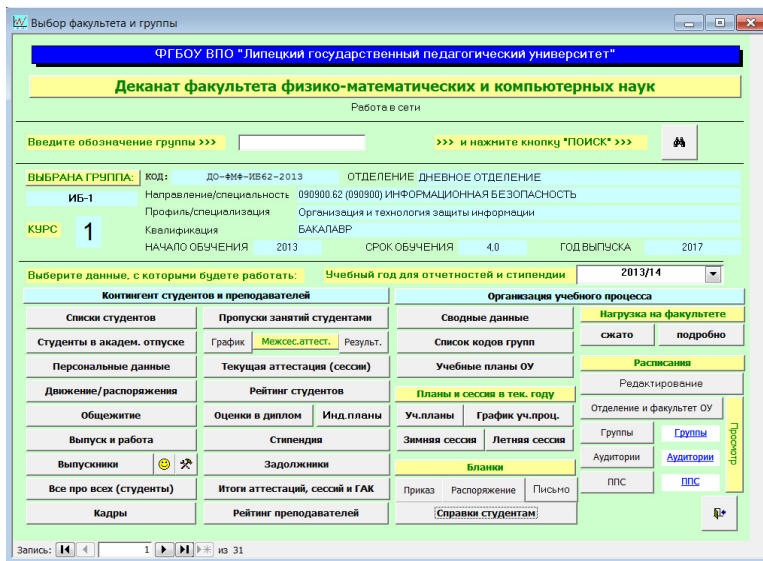 Выбор факультета и группы
ФГБОУ ВПО "Липецкий государственный педагогический университет"
Деканат факультета физико-математических и компьютерных наук
Работа в сети
Введите обозначение группы >>> >>> и нажмите кнопку "ПОИСК" >>>
ВЫБРАНА ГРУППА: код: ДО-ФМФ-ИБ62-2013 ОТДЕЛЕНИЕ ДНЕВНОЕ ОТДЕЛЕНИЕ
ИБ-1 Направление/специальность 090900.62 (090900) ИНФОРМАЦИОННАЯ БЕЗОПАСНОСТЬ
Профиль/специализация Организация и технология защиты информации
КУРС 1 Квалификация БАКАЛАВР
НАЧАЛО ОБУЧЕНИЯ 2013 СРОК ОБУЧЕНИЯ 4,0 ГОД ВЫПУСКА 2017
Выберите данные, с которыми будете работать: Учебный год для отчетностей и стипендии 2013/14
Контингент студентов и преподавателей
Списки студентов Пропуски занятий студентами
Студенты в академ. отпуске График Межсес.аттест. Результ.
Персональные данные Текущая аттестация (сессии)
Движение/распоряжения Рейтинг студентов
Общежитие Оценки в диплом Инд.планы
Выпуск и работа Стипендия
Выпускники Задолжники
Все про всех (студенты) Итоги аттестаций, сессий и ГАК
Кадры Рейтинг преподавателей
Организация учебного процесса
Сводные данные
Список кодов групп
Учебные планы ОУ
Планы и сессия в тек. году
Уч.планы График уч.проц.
Зимняя сессия Летняя сессия
Бланки
Приказ Распоряжение Письмо
Справки студентам
Нагрузка на факультете
сжато подробно
Расписания
Редактирование
Отделение и факультет ОУ
Группы Группы
Аудитории Аудитории
ППС ППС
Просмотр
Запись: 1 из 31